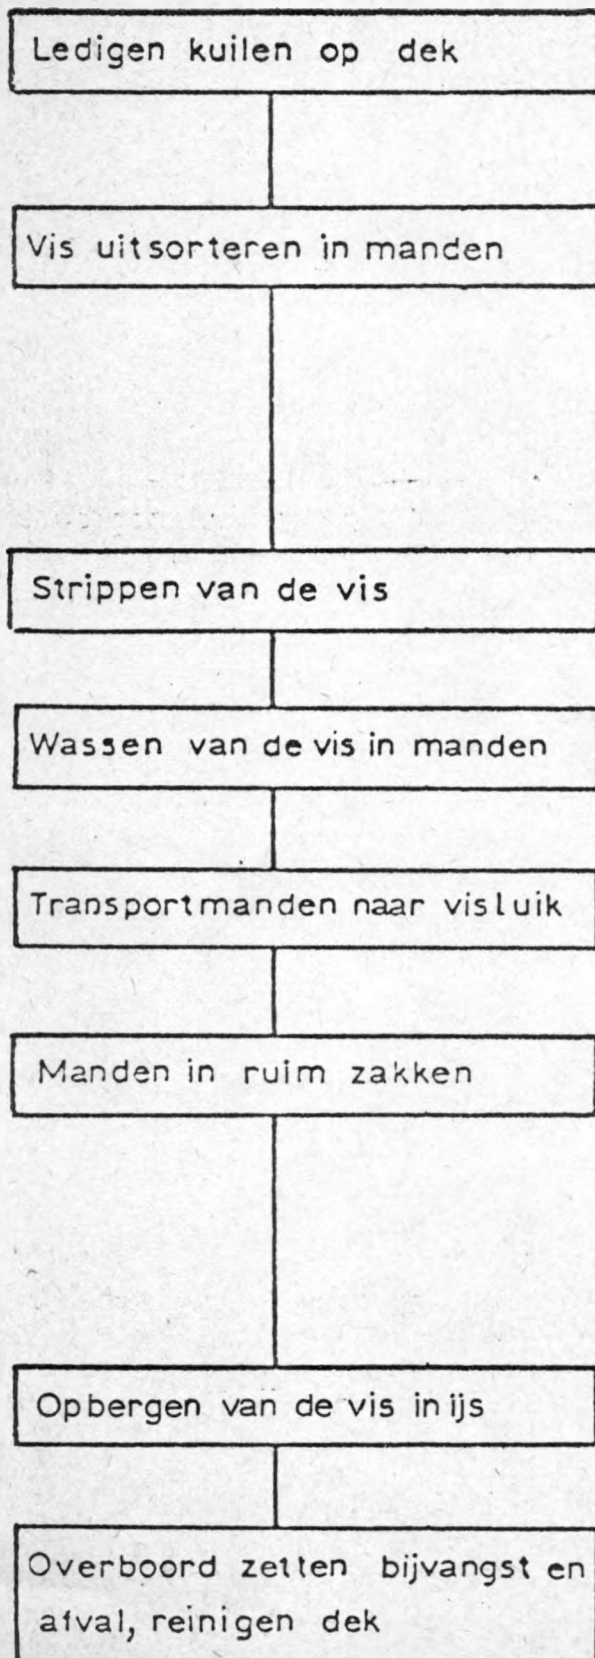 Ledigen kuilen op dek
Vis uitsorteren in manden
Strippen van de vis
Wassen van de vis in manden
Transportmanden naar visluik
Manden in ruim zakken
Opbergen van de vis in ijs
Overboord zetten bijvangst en
afval, reinigen dek